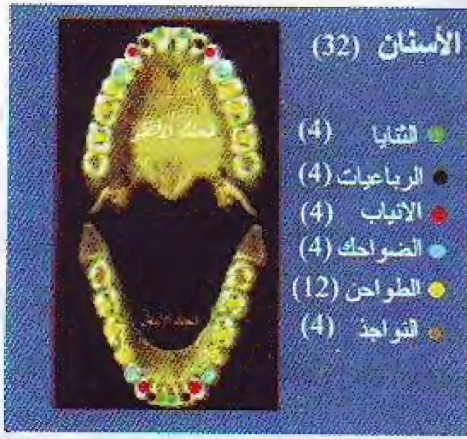 الأسنان (32)
الثنايا (4)
الرباعيات (4)
الانياب (4)
الضواحك (4)
الطواحن (12)
النواجذ (4)